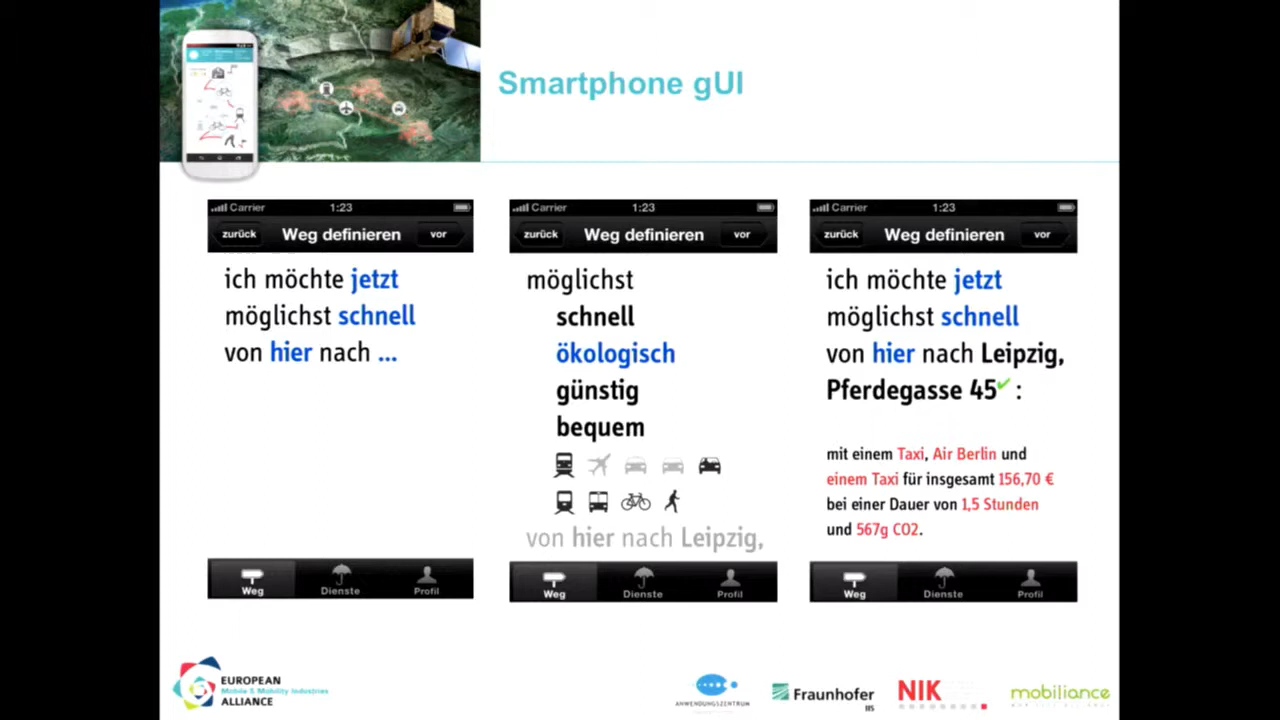 Smartphone gUI
Carrier 1:23
zurück Weg definieren vor
ich möchte jetzt
möglichst schnell
von hier nach ...
Weg Dienste Profil
Carrier 1:23
zurück Weg definieren vor
möglichst
schnell
ökologisch
günstig
bequem
von hier nach Leipzig,
Weg Dienste Profil
Carrier 1:23
zurück Weg definieren vor
ich möchte jetzt
möglichst schnell
von hier nach Leipzig,
Pferdegasse 45✓ :
mit einem Taxi, Air Berlin und
einem Taxi für insgesamt 156,70 €
bei einer Dauer von 1,5 Stunden
und 567g CO2.
Weg Dienste Profil
EUROPEAN
Mobile & Mobility Industries
ALLIANCE
ANWENDUNGSZENTRUM
Fraunhofer
IIS
NIK
mobiliance